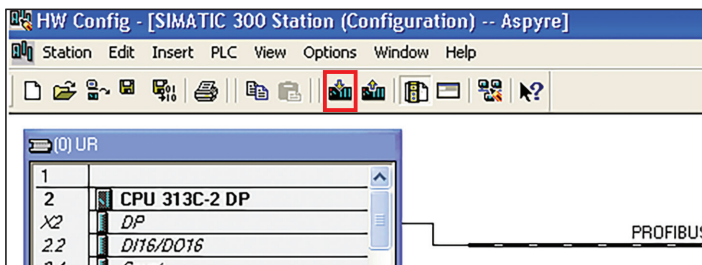 HW Config - [SIMATIC 300 Station (Configuration) -- Aspyre]
Station Edit Insert PLC View Options Window Help
(0) UR
1
2 CPU 313C-2 DP
X2 DP
2.2 DI16/DO16
PROFIBUS